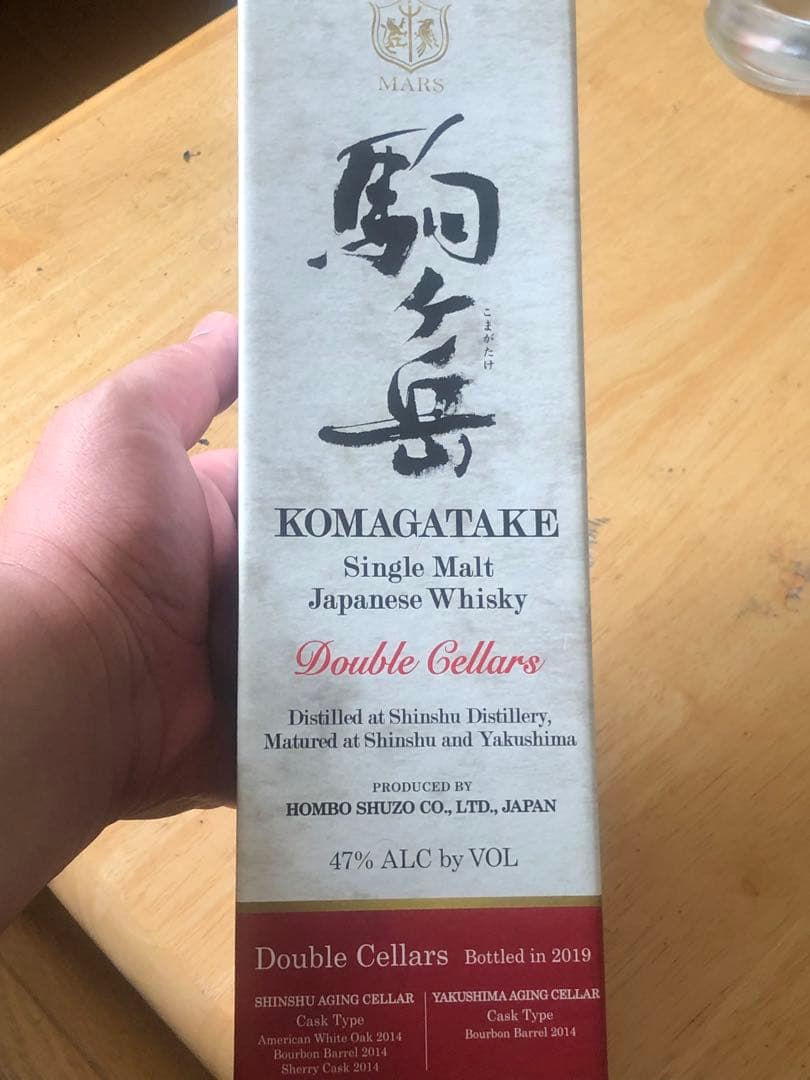 MARS
駒ヶ岳
こまがたけ
KOMAGATAKE
Single Malt
Japanese Whisky
Double Cellars
Distilled at Shinshu Distillery,
Matured at Shinshu and Yakushima
PRODUCED BY
HOMBO SHUZO CO., LTD., JAPAN
47% ALC by VOL
Double Cellars Bottled in 2019
SHINSHU AGING CELLAR
Cask Type
American White Oak 2014
Bourbon Barrel 2014
Sherry Cask 2014
YAKUSHIMA AGING CELLAR
Cask Type
Bourbon Barrel 2014